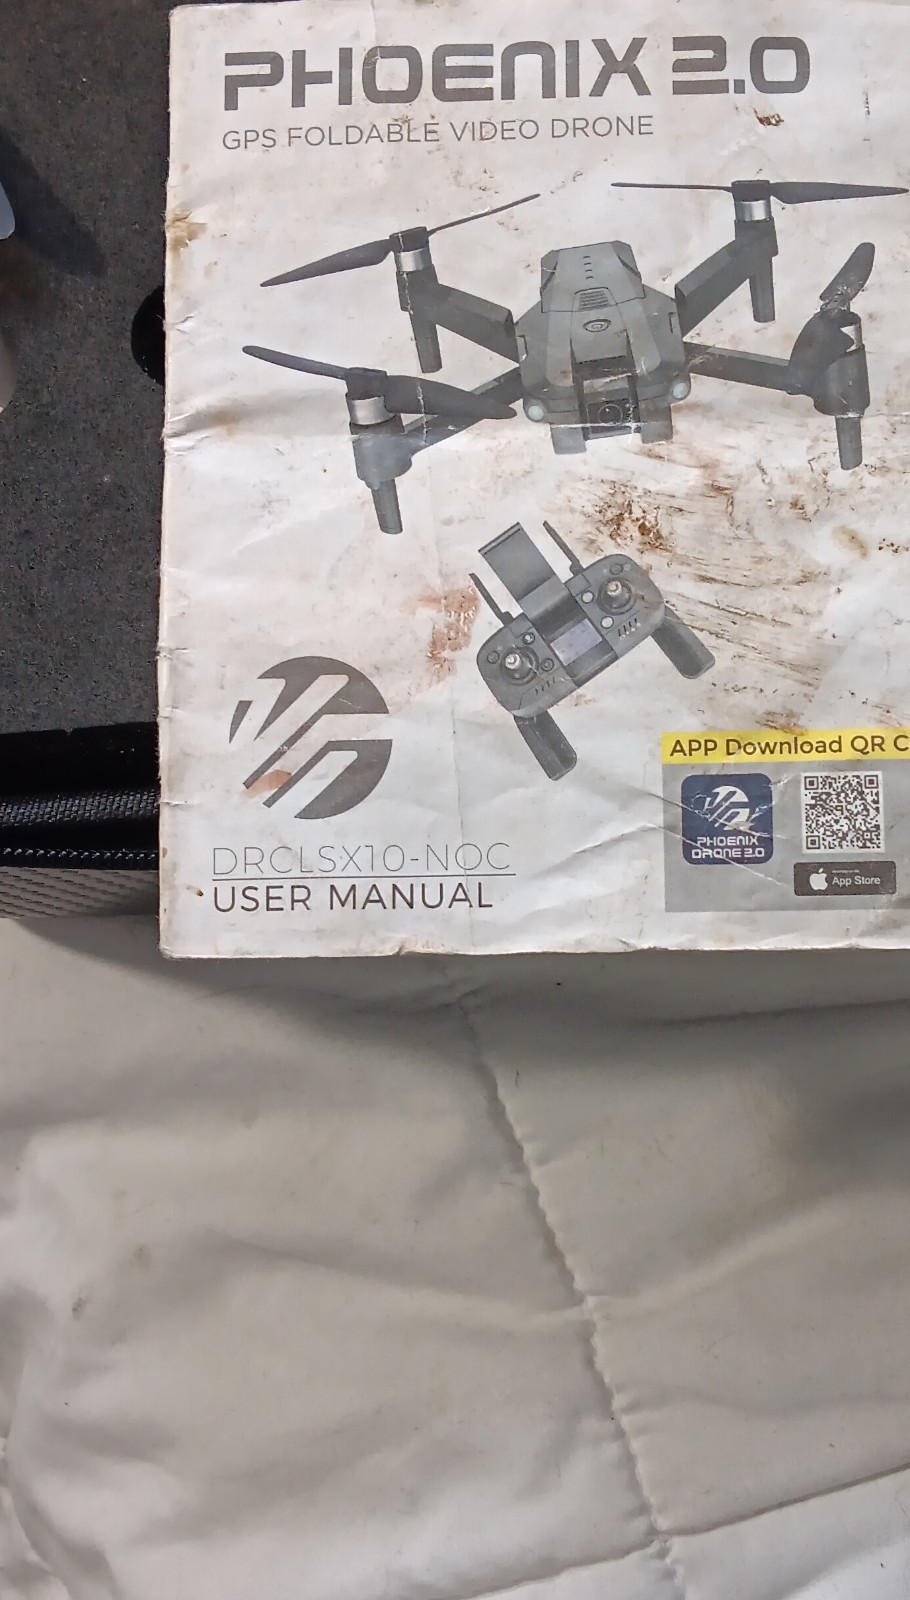 PHOENIX 2.0
GPS FOLDABLE VIDEO DRONE
APP Download QR C
PHOENIX
DRONE 2.0
App Store
DRCLSX10-NOC
USER MANUAL